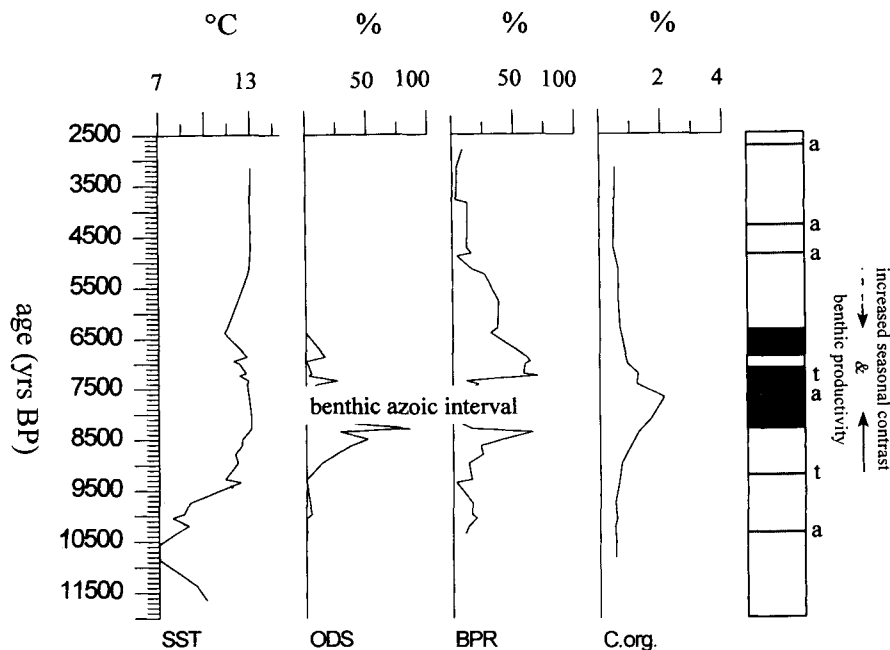 °C % % %
7 13 50 100 50 100 2 4
2500
3500
4500
5500
6500
7500
8500
9500
10500
11500
age (yrs BP)
benthic azoic interval
a
a
a
t
a
t
a
increased seasonal contrast
&
benthic productivity
SST ODS BPR C.org.